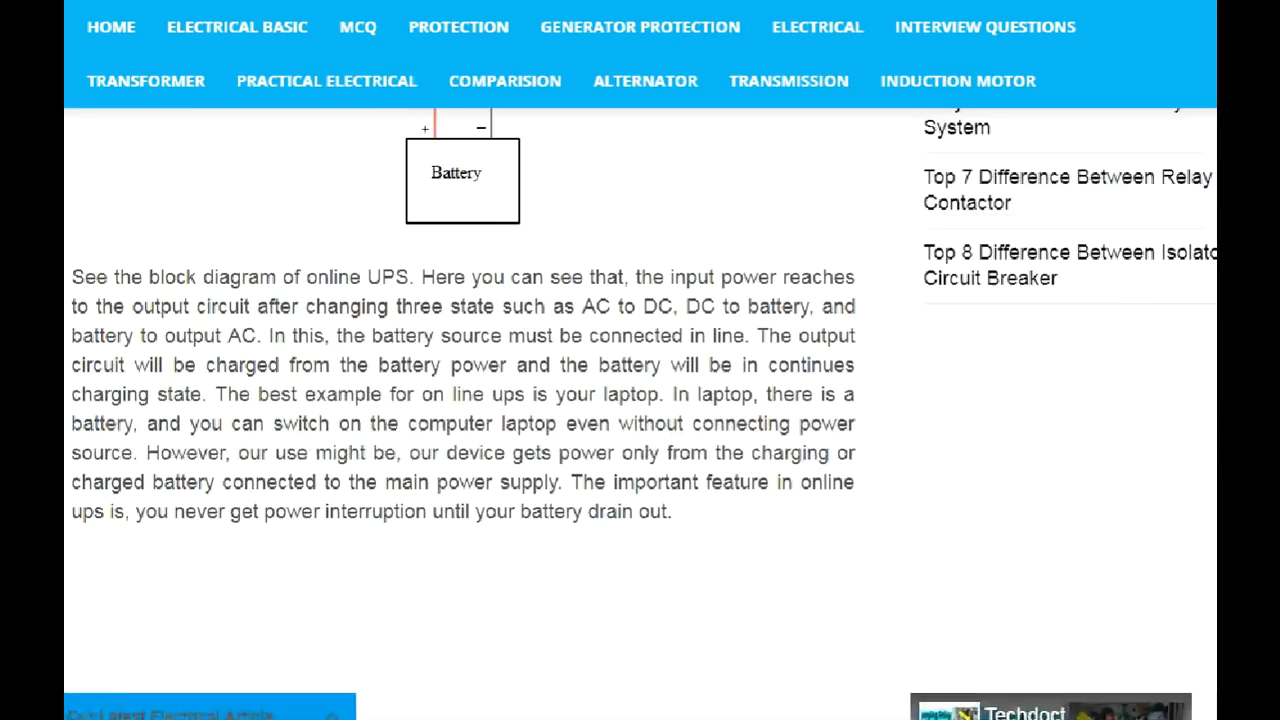 HOME ELECTRICAL BASIC MCQ PROTECTION GENERATOR PROTECTION ELECTRICAL INTERVIEW QUESTIONS
TRANSFORMER PRACTICAL ELECTRICAL COMPARISION ALTERNATOR TRANSMISSION INDUCTION MOTOR
+ −
Battery
See the block diagram of online UPS. Here you can see that, the input power reaches
to the output circuit after changing three state such as AC to DC, DC to battery, and
battery to output AC. In this, the battery source must be connected in line. The output
circuit will be charged from the battery power and the battery will be in continues
charging state. The best example for on line ups is your laptop. In laptop, there is a
battery, and you can switch on the computer laptop even without connecting power
source. However, our use might be, our device gets power only from the charging or
charged battery connected to the main power supply. The important feature in online
ups is, you never get power interruption until your battery drain out.
System
Top 7 Difference Between Relay
Contactor
Top 8 Difference Between Isolato
Circuit Breaker
For Latest Electrical Article
Techdoct